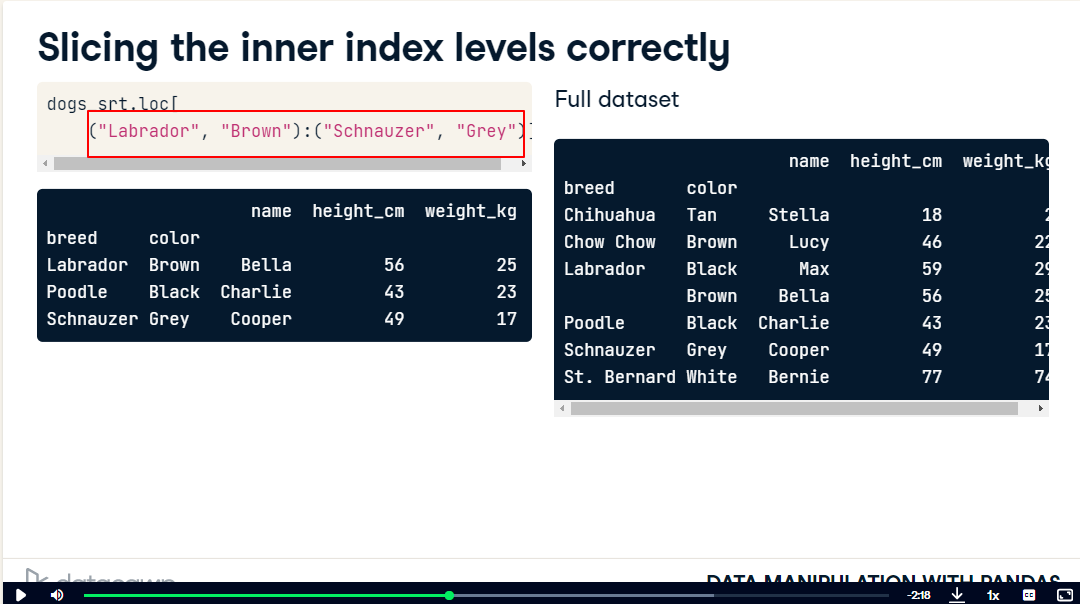 Slicing the inner index levels correctly
dogs_srt.loc[
("Labrador", "Brown"):("Schnauzer", "Grey")]
name height_cm weight_kg
breed color
Labrador Brown Bella 56 25
Poodle Black Charlie 43 23
Schnauzer Grey Cooper 49 17
Full dataset
name height_cm weight_kg
breed color
Chihuahua Tan Stella 18 2
Chow Chow Brown Lucy 46 22
Labrador Black Max 59 29
Brown Bella 56 25
Poodle Black Charlie 43 23
Schnauzer Grey Cooper 49 17
St. Bernard White Bernie 77 74
datacamp
DATA MANIPULATION WITH PANDAS
-2:18 1x CC